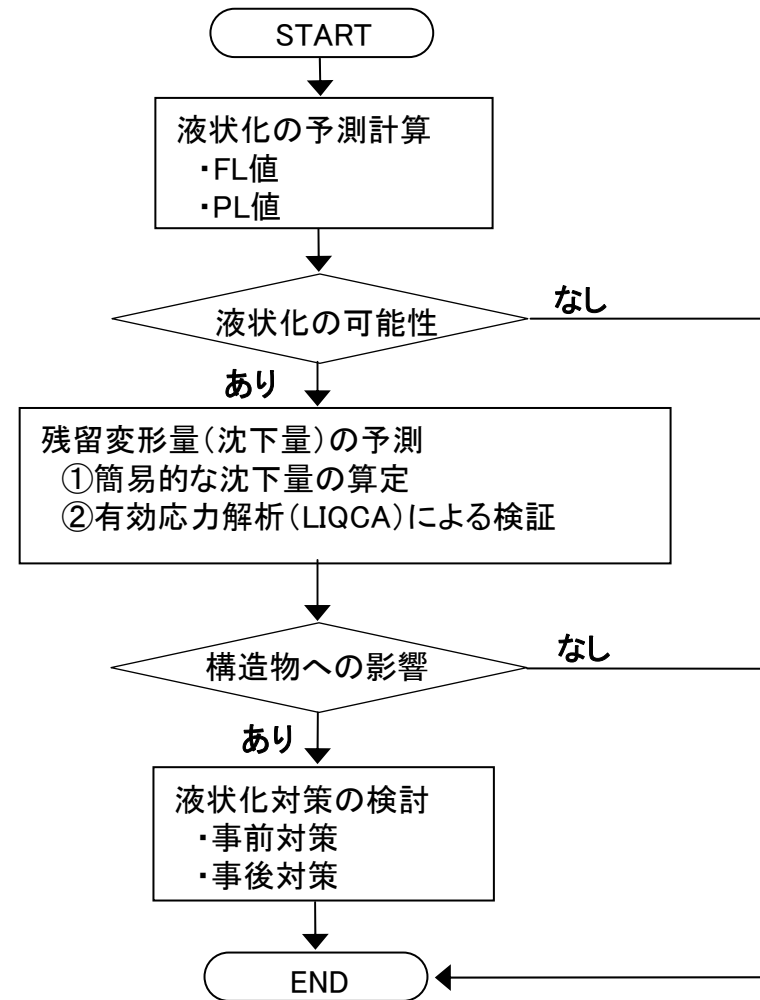 START
液状化の予測計算
・FL値
・PL値
液状化の可能性
なし
あり
残留変形量(沈下量)の予測
①簡易的な沈下量の算定
②有効応力解析(LIQCA)による検証
構造物への影響
なし
あり
液状化対策の検討
・事前対策
・事後対策
END